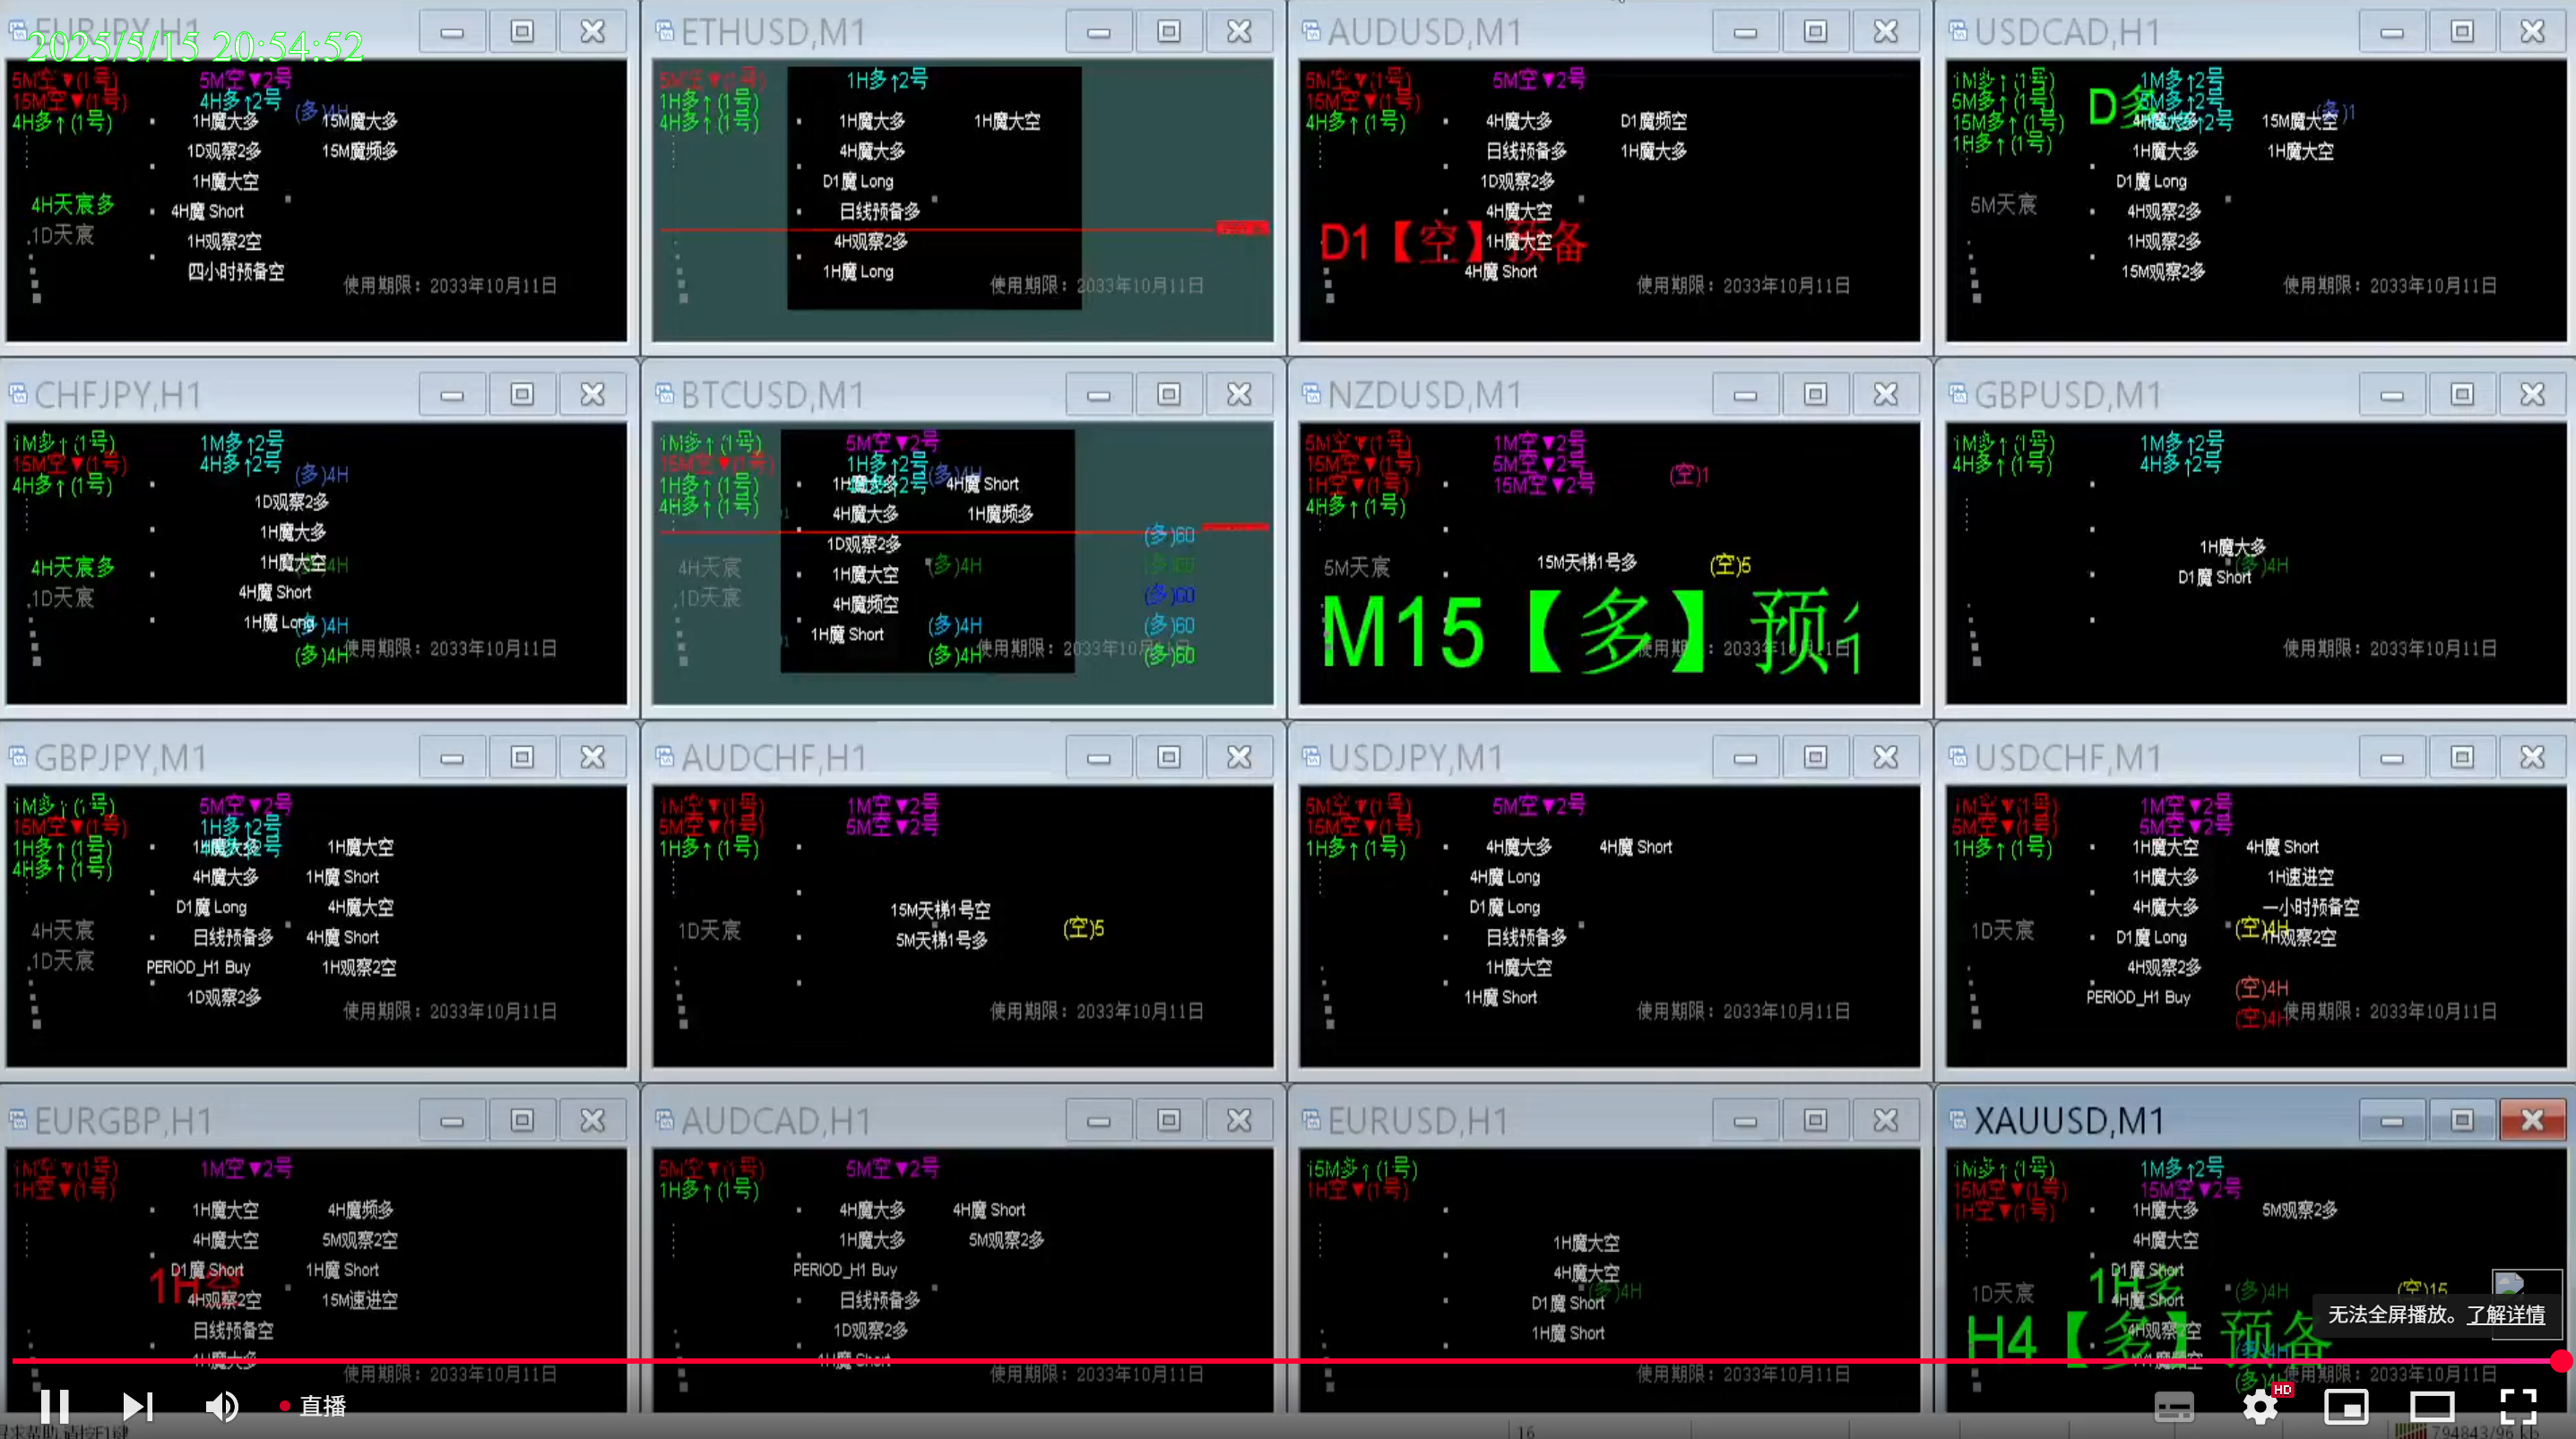 EURJPY,H1
2025/5/15 20:54:52
5M空▼(1号) 5M空▼2号
15M空▼(1号) 4H多↑2号
4H多↑(1号) (多)4H
1H魔大多 15M魔大多
1D观察2多 15M魔频多
1H魔大空
4H天宸多 4H魔 Short
1D天宸 1H观察2空
四小时预备空
使用期限：2033年10月11日
ETHUSD,M1
5M空▼(1号) 1H多↑2号
1H多↑(1号)
4H多↑(1号) 1H魔大多 1H魔大空
4H魔大多
D1魔 Long
日线预备多
4H观察2多
1H魔 Long
使用期限：2033年10月11日
AUDUSD,M1
5M空▼(1号) 5M空▼2号
15M空▼(1号)
4H多↑(1号) 4H魔大多 D1魔频空
日线预备多 1H魔大多
1D观察2多
4H魔大空
D1【空】预备
1H魔大空
4H魔 Short
使用期限：2033年10月11日
USDCAD,H1
1M多↑(1号) 1M多↑2号
5M多↑(1号) D多 5M多↑2号
15M多↑(1号) 4H魔大多 15M魔大空 (多)1
1H多↑(1号) 1H魔大多 1H魔大空
D1魔 Long
5M天宸 4H观察2多
1H观察2多
15M观察2多
使用期限：2033年10月11日
CHFJPY,H1
1M多↑(1号) 1M多↑2号
15M空▼(1号) 4H多↑2号
4H多↑(1号) (多)4H
1D观察2多
1H魔大多
1H魔大空
4H天宸多 (多)4H
1D天宸 4H魔 Short
1H魔 Long (多)4H
(多)4H
使用期限：2033年10月11日
BTCUSD,M1
1M多↑(1号) 5M空▼2号
15M空▼(1号) 1H多↑2号 (多)4H
1H多↑(1号) 1H魔大多 4H魔 Short
4H多↑(1号) 4H魔大多 1H魔频多
1D观察2多 (多)60
4H天宸 1H魔大空 (多)4H
1D天宸 4H魔频空 (多)60
1H魔 Short (多)4H (多)60
(多)4H (多)60
使用期限：2033年10月11日
NZDUSD,M1
5M空▼(1号) 1M空▼2号
15M空▼(1号) 5M空▼2号
1H空▼(1号) 15M空▼2号 (空)1
4H多↑(1号)
5M天宸 15M天梯1号多 (空)5
M15【多】预
使用期限：2033年10月11日
GBPUSD,M1
1M多↑(1号) 1M多↑2号
4H多↑(1号) 4H多↑2号
1H魔大多
(多)4H
D1魔 Short
使用期限：2033年10月11日
GBPJPY,M1
1M多↑(1号) 5M空▼2号
15M空▼(1号) 1H多↑2号
1H多↑(1号) 1H魔大多 1H魔大空
4H多↑(1号) 4H魔大多 1H魔 Short
D1魔 Long 4H魔大空
4H天宸 日线预备多 4H魔 Short
1D天宸 PERIOD_H1 Buy 1H观察2空
1D观察2多
使用期限：2033年10月11日
AUDCHF,H1
1M空▼(1号) 1M空▼2号
5M空▼(1号) 5M空▼2号
1H多↑(1号)
15M天梯1号空
1D天宸 5M天梯1号多 (空)5
使用期限：2033年10月11日
USDJPY,M1
5M空▼(1号) 5M空▼2号
15M空▼(1号)
1H多↑(1号) 4H魔大多 4H魔 Short
4H魔 Long
D1魔 Long
日线预备多
1H魔大空
1H魔 Short
使用期限：2033年10月11日
USDCHF,M1
1M空▼(1号) 1M空▼2号
5M空▼(1号) 5M空▼2号
1H多↑(1号) 1H魔大空 4H魔 Short
1H魔大多 1H速进空
4H魔大多 一小时预备空
1D天宸 D1魔 Long (空)4H 1H观察2空
4H观察2多
PERIOD_H1 Buy (空)4H
(空)4H
使用期限：2033年10月11日
EURGBP,H1
1M空▼(1号) 1M空▼2号
1H空▼(1号)
1H魔大空 4H魔频多
4H魔大空 5M观察2空
D1魔 Short 1H魔 Short
1H空
4H观察2空 15M速进空
日线预备空
1H魔大多
使用期限：2033年10月11日
AUDCAD,H1
5M空▼(1号) 5M空▼2号
1H多↑(1号)
4H魔大多 4H魔 Short
1H魔大多 5M观察2多
PERIOD_H1 Buy
日线预备多
1D观察2多
4H魔 Short
使用期限：2033年10月11日
EURUSD,H1
15M多↑(1号)
1H空▼(1号)
1H魔大空
4H魔大空
(多)4H
D1魔 Short
1H魔 Short
使用期限：2033年10月11日
XAUUSD,M1
1M多↑(1号) 1M多↑2号
15M空▼(1号) 15M空▼2号
1H空▼(1号) 1H魔大多 5M观察2多
4H魔大空
D1魔 Short
1D天宸 1H多 (多)4H (空)15
4H魔 Short
H4【多】预备
4H观察2空
使用期限：2033年10月11日
无法全屏播放。了解详情
直播
HD
16